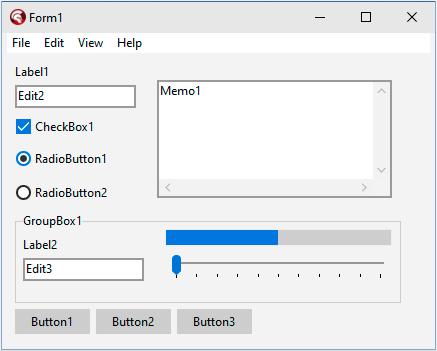 Form1
File Edit View Help
Label1
Edit2
Memo1
CheckBox1
RadioButton1
RadioButton2
GroupBox1
Label2
Edit3
Button1 Button2 Button3